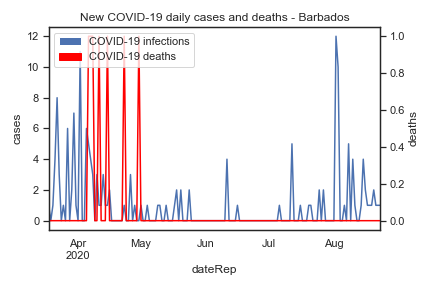 New COVID-19 daily cases and deaths - Barbados
COVID-19 infections
COVID-19 deaths
12
10
8
6
4
2
0
cases
1.0
0.8
0.6
0.4
0.2
0.0
deaths
Apr
2020
May
Jun
Jul
Aug
dateRep